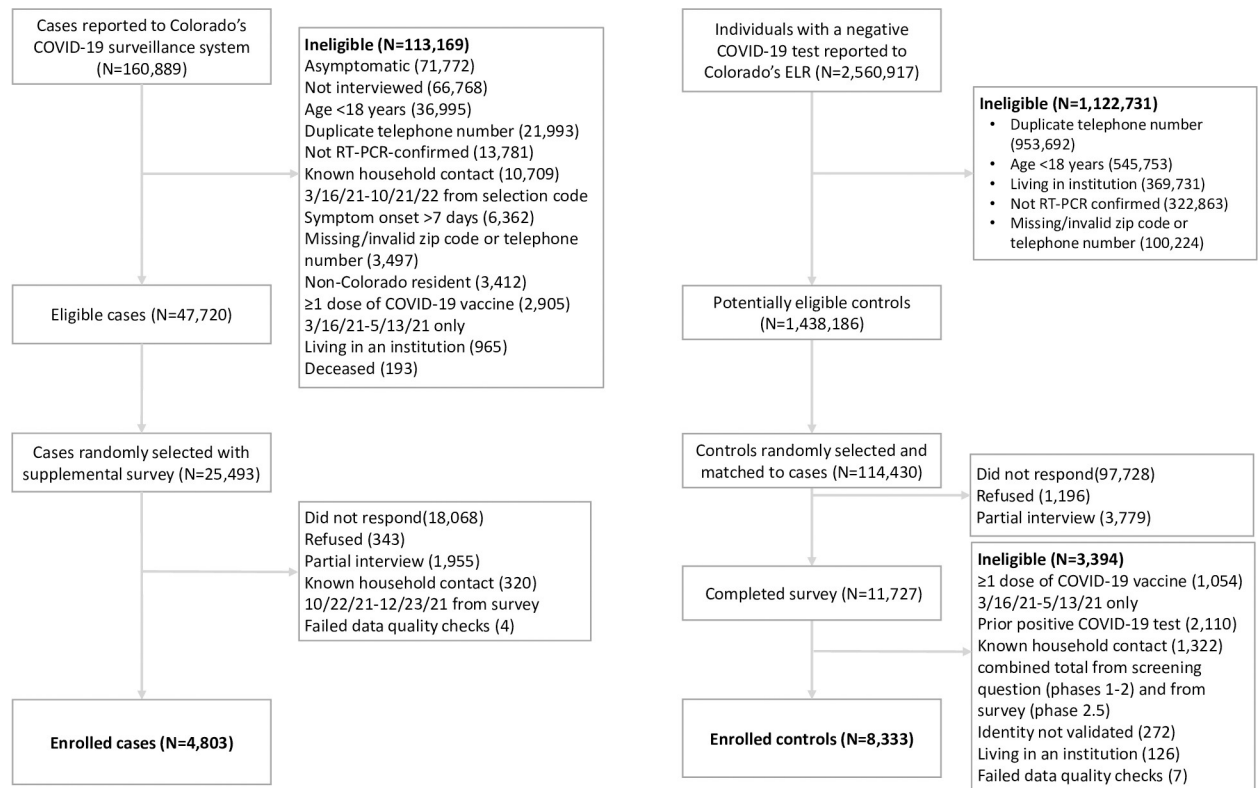 Cases reported to Colorado's
COVID-19 surveillance system
(N=160,889)
Ineligible (N=113,169)
Asymptomatic (71,772)
Not interviewed (66,768)
Age <18 years (36,995)
Duplicate telephone number (21,993)
Not RT-PCR-confirmed (13,781)
Known household contact (10,709)
3/16/21-10/21/22 from selection code
Symptom onset >7 days (6,362)
Missing/invalid zip code or telephone
number (3,497)
Non-Colorado resident (3,412)
≥1 dose of COVID-19 vaccine (2,905)
3/16/21-5/13/21 only
Living in an institution (965)
Deceased (193)
Eligible cases (N=47,720)
Cases randomly selected with
supplemental survey (N=25,493)
Did not respond(18,068)
Refused (343)
Partial interview (1,955)
Known household contact (320)
10/22/21-12/23/21 from survey
Failed data quality checks (4)
Enrolled cases (N=4,803)
Individuals with a negative
COVID-19 test reported to
Colorado's ELR (N=2,560,917)
Ineligible (N=1,122,731)
• Duplicate telephone number
(953,692)
• Age <18 years (545,753)
• Living in institution (369,731)
• Not RT-PCR confirmed (322,863)
• Missing/invalid zip code or
telephone number (100,224)
Potentially eligible controls
(N=1,438,186)
Controls randomly selected and
matched to cases (N=114,430)
Did not respond(97,728)
Refused (1,196)
Partial interview (3,779)
Completed survey (N=11,727)
Ineligible (N=3,394)
≥1 dose of COVID-19 vaccine (1,054)
3/16/21-5/13/21 only
Prior positive COVID-19 test (2,110)
Known household contact (1,322)
combined total from screening
question (phases 1-2) and from
survey (phase 2.5)
Identity not validated (272)
Living in an institution (126)
Failed data quality checks (7)
Enrolled controls (N=8,333)